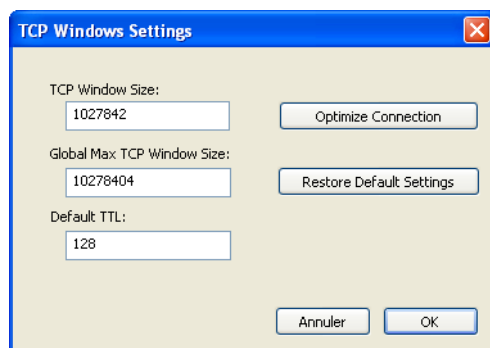 TCP Windows Settings
TCP Window Size:
1027842
Optimize Connection
Global Max TCP Window Size:
10278404
Restore Default Settings
Default TTL:
128
Annuler
OK